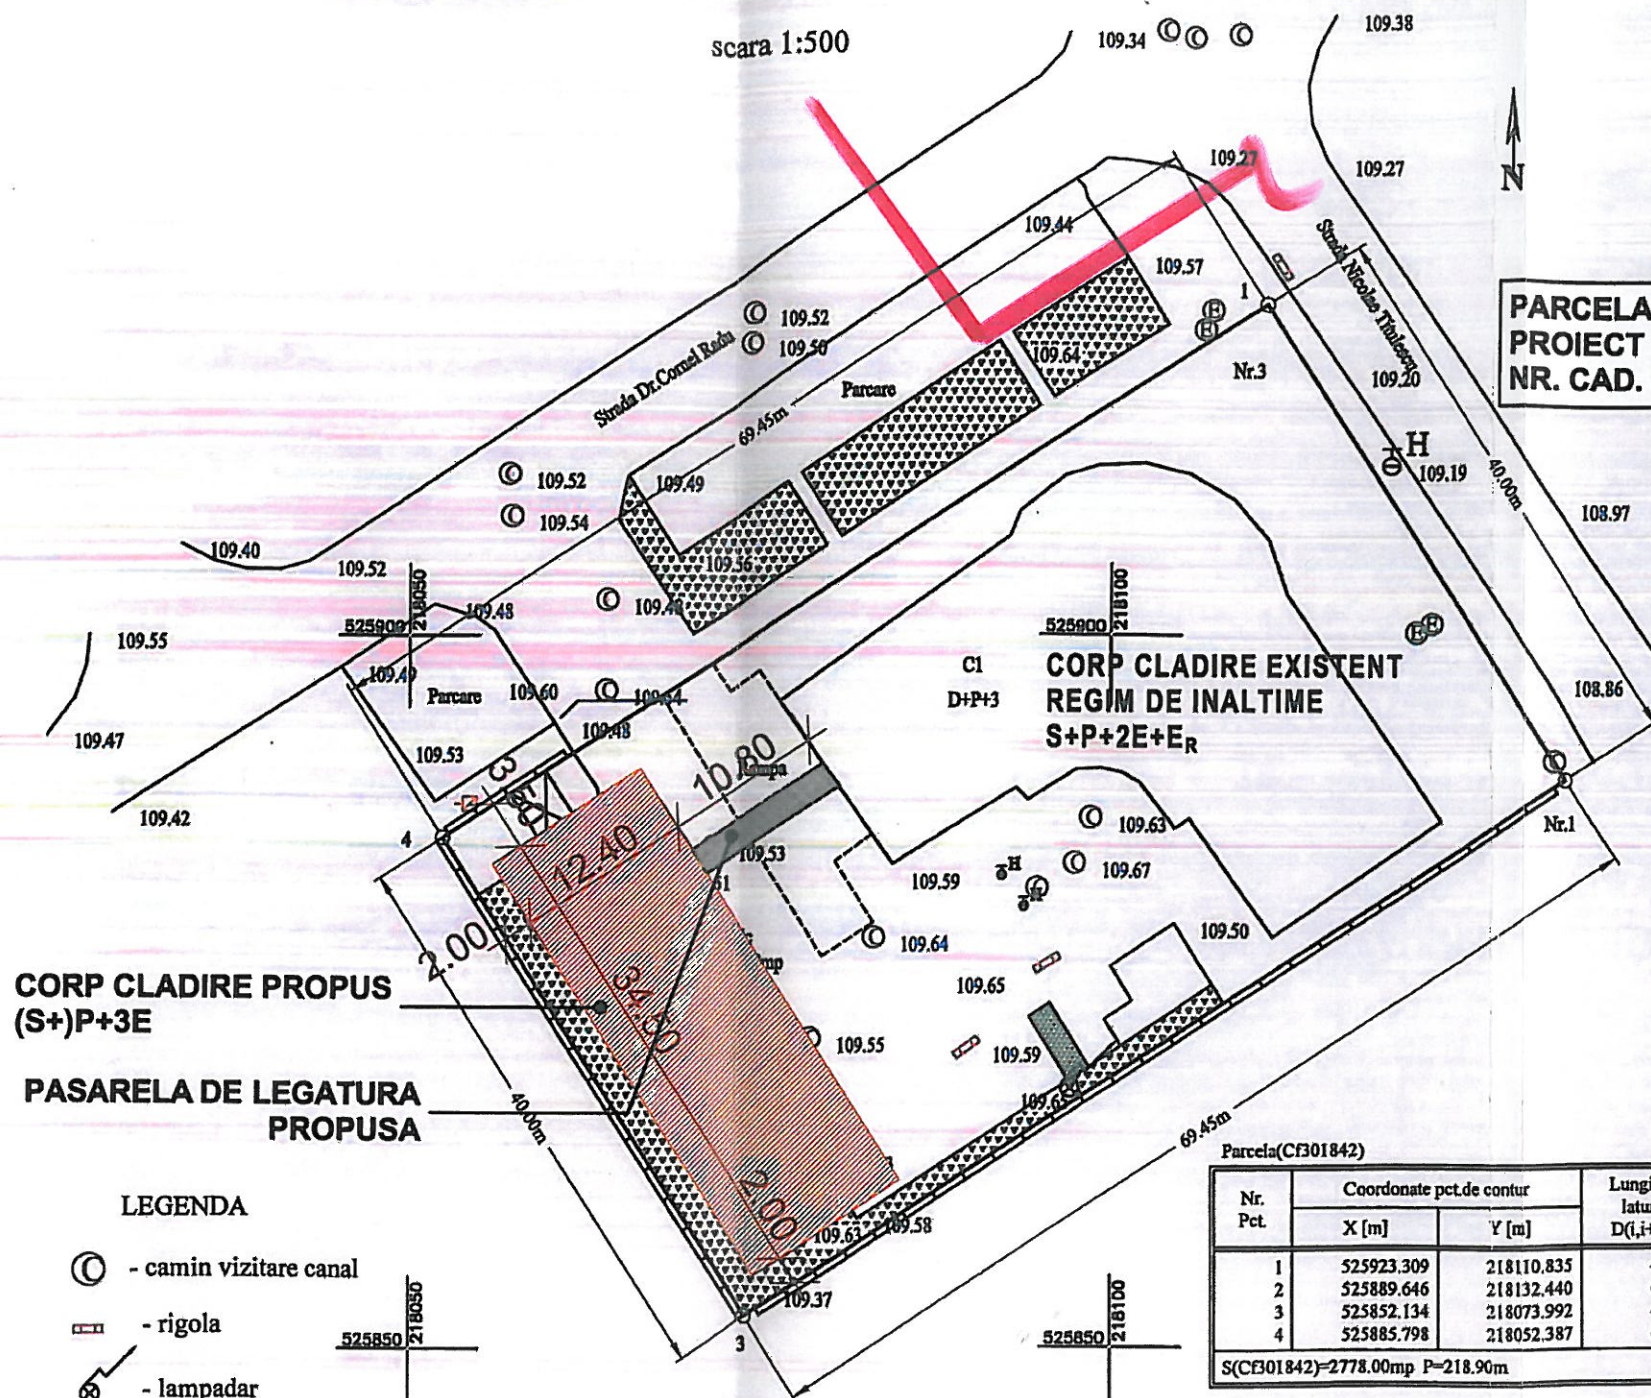 scara 1:500
109.34
109.38
109.27
109.27
N
109.44
109.57
Strada Nicolae Titulescu
1
109.52
109.50
Strada Dr.Cornel Radu
109.64
Nr.3
109.20
PARCELA
PROIECT
NR. CAD.
Parcare
69.45m
H
109.19
40.00m
109.52
109.49
109.54
108.97
109.40
109.56
109.52
218050
218100
109.48
109.48
525900
525900
109.55
C1
D+P+3
CORP CLADIRE EXISTENT
REGIM DE INALTIME
S+P+2E+ER
109.49
Parcare
109.60
108.86
109.47
109.53
109.48
10.80
109.42
4
109.63
Nr.1
12.40
109.53
109.59
H
109.67
2.00
109.64
109.50
CORP CLADIRE PROPUS
(S+)P+3E
34.50
109.65
109.55
109.59
PASARELA DE LEGATURA
PROPUSA
40.00m
69.45m
2.00
109.63
109.58
109.37
3
LEGENDA
- camin vizitare canal
- rigola
- lampadar
218050
525850
218100
525850
Parcela(Cf301842)
Nr.
Pct.
Coordonate pct.de contur
X [m]
Y [m]
1 525923.309 218110.835
2 525889.646 218132.440
3 525852.134 218073.992
4 525885.798 218052.387
S(Cf301842)=2778.00mp P=218.90m